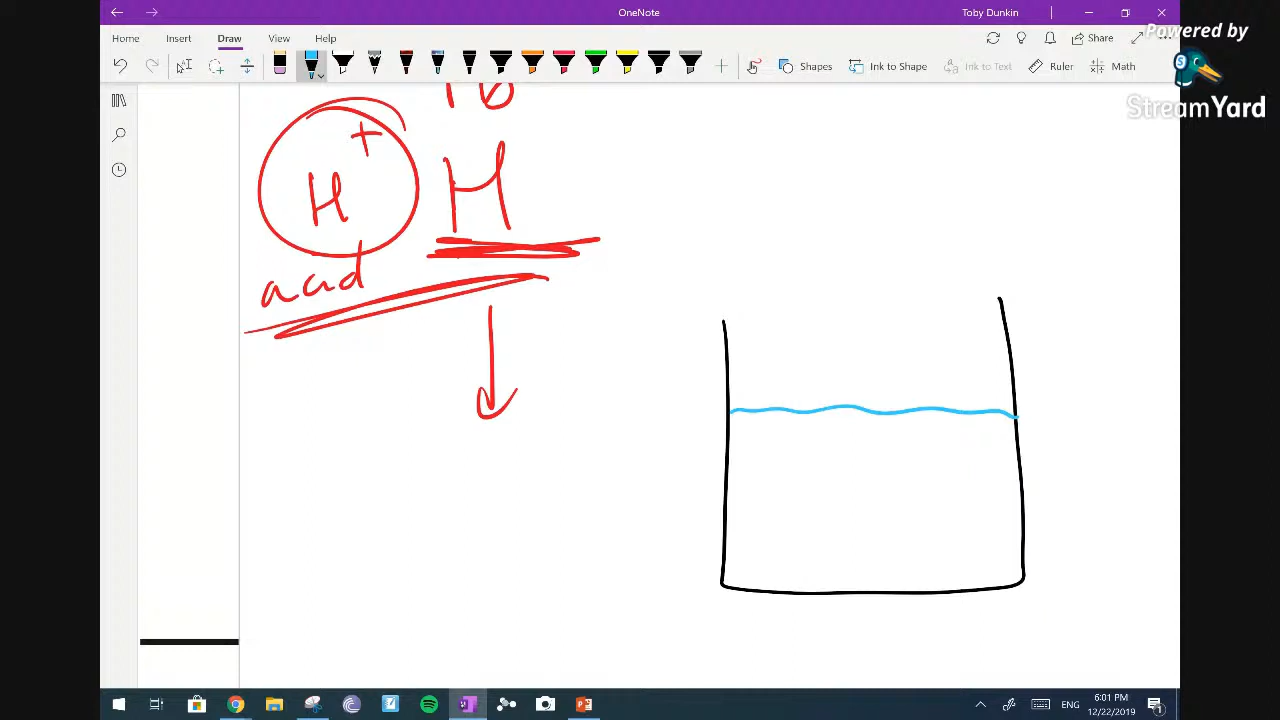 OneNote
Toby Dunkin
Powered by
StreamYard
Home Insert Draw View Help
Share
Shapes Ink to Shape Ink to Text Ruler Math
H+
H
acid
ENG
6:01 PM
12/22/2019